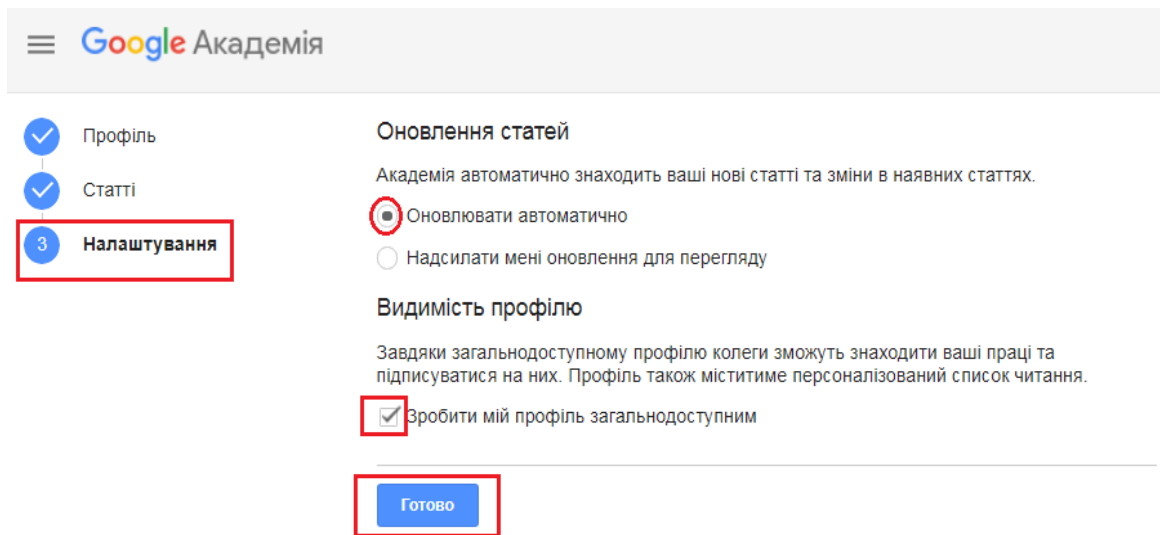 Google Академія
Профіль
Статті
3 Налаштування
Оновлення статей
Академія автоматично знаходить ваші нові статті та зміни в наявних статтях.
Оновлювати автоматично
Надсилати мені оновлення для перегляду
Видимість профілю
Завдяки загальнодоступному профілю колеги зможуть знаходити ваші праці та
підписуватися на них. Профіль також міститиме персоналізований список читання.
Зробити мій профіль загальнодоступним
Готово